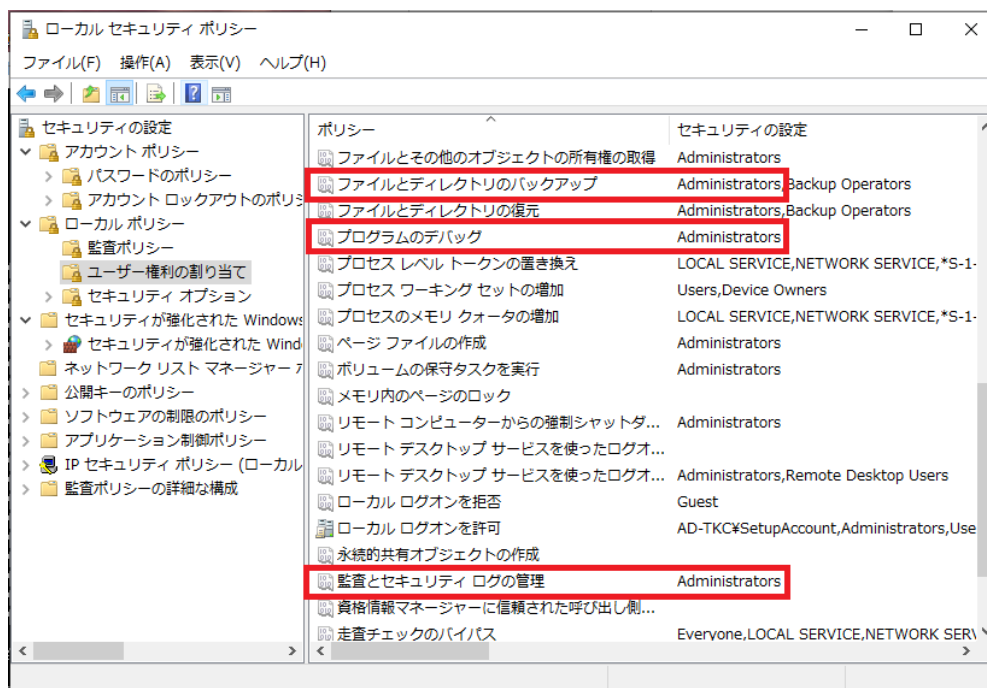 ローカル セキュリティ ポリシー
ファイル(F) 操作(A) 表示(V) ヘルプ(H)
セキュリティの設定
アカウント ポリシー
パスワードのポリシー
アカウント ロックアウトのポリシ
ローカル ポリシー
監査ポリシー
ユーザー権利の割り当て
セキュリティ オプション
セキュリティが強化された Windows
セキュリティが強化された Wind
ネットワーク リスト マネージャー
公開キーのポリシー
ソフトウェアの制限のポリシー
アプリケーション制御ポリシー
IP セキュリティ ポリシー (ローカル
監査ポリシーの詳細な構成
ポリシー セキュリティの設定
ファイルとその他のオブジェクトの所有権の取得 Administrators
ファイルとディレクトリのバックアップ Administrators,Backup Operators
ファイルとディレクトリの復元 Administrators,Backup Operators
プログラムのデバッグ Administrators
プロセス レベル トークンの置き換え LOCAL SERVICE,NETWORK SERVICE,*S-1-
プロセス ワーキング セットの増加 Users,Device Owners
プロセスのメモリ クォータの増加 LOCAL SERVICE,NETWORK SERVICE,*S-1-
ページ ファイルの作成 Administrators
ボリュームの保守タスクを実行 Administrators
メモリ内のページのロック
リモート コンピューターからの強制シャットダ... Administrators
リモート デスクトップ サービスを使ったログオ...
リモート デスクトップ サービスを使ったログオ... Administrators,Remote Desktop Users
ローカル ログオンを拒否 Guest
ローカル ログオンを許可 AD-TKC¥SetupAccount,Administrators,Use
永続的共有オブジェクトの作成
監査とセキュリティ ログの管理 Administrators
資格情報マネージャーに信頼された呼び出し側...
走査チェックのバイパス Everyone,LOCAL SERVICE,NETWORK SERV